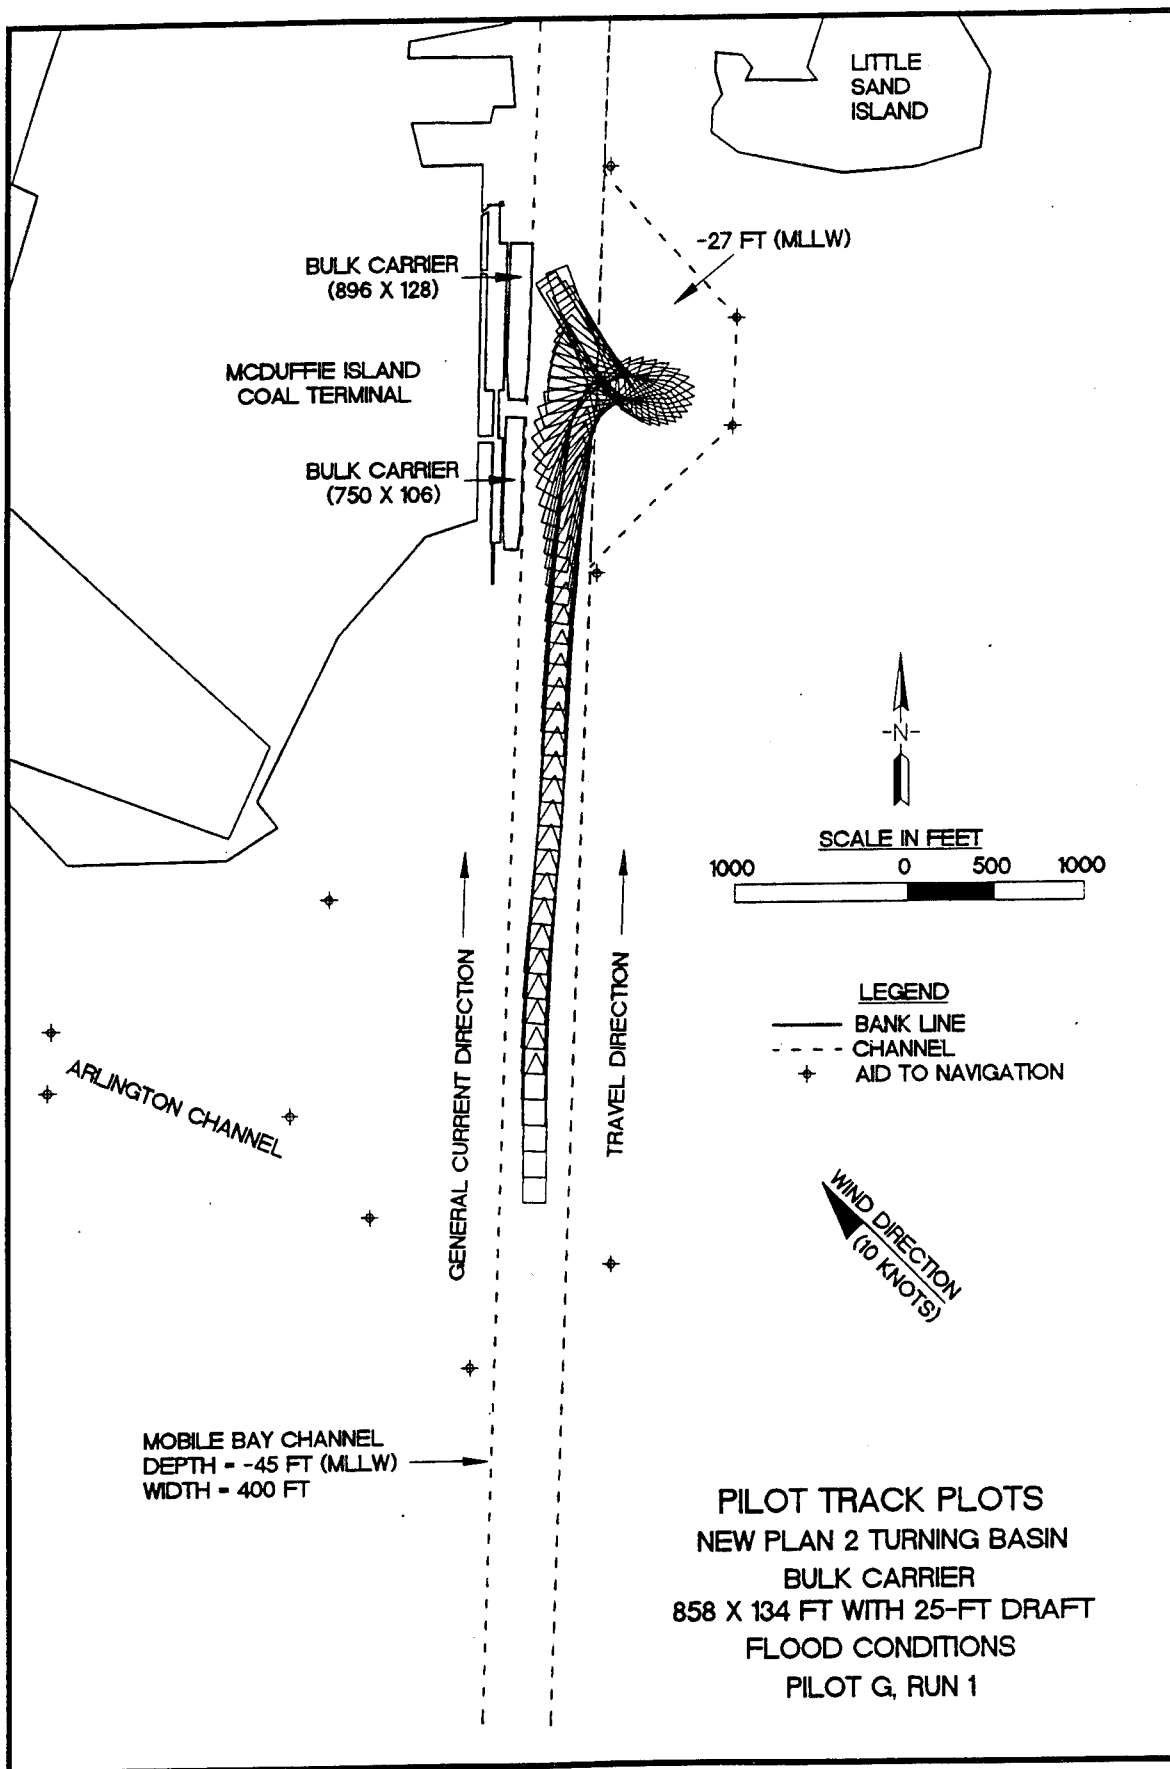 LITTLE
SAND
ISLAND
-27 FT (MLLW)
BULK CARRIER
(896 X 128)
MCDUFFIE ISLAND
COAL TERMINAL
BULK CARRIER
(750 X 106)
-N-
SCALE IN FEET
1000 0 500 1000
GENERAL CURRENT DIRECTION
TRAVEL DIRECTION
LEGEND
BANK LINE
CHANNEL
AID TO NAVIGATION
ARLINGTON CHANNEL
WIND DIRECTION
(10 KNOTS)
MOBILE BAY CHANNEL
DEPTH = -45 FT (MLLW)
WIDTH = 400 FT
PILOT TRACK PLOTS
NEW PLAN 2 TURNING BASIN
BULK CARRIER
858 X 134 FT WITH 25-FT DRAFT
FLOOD CONDITIONS
PILOT G, RUN 1